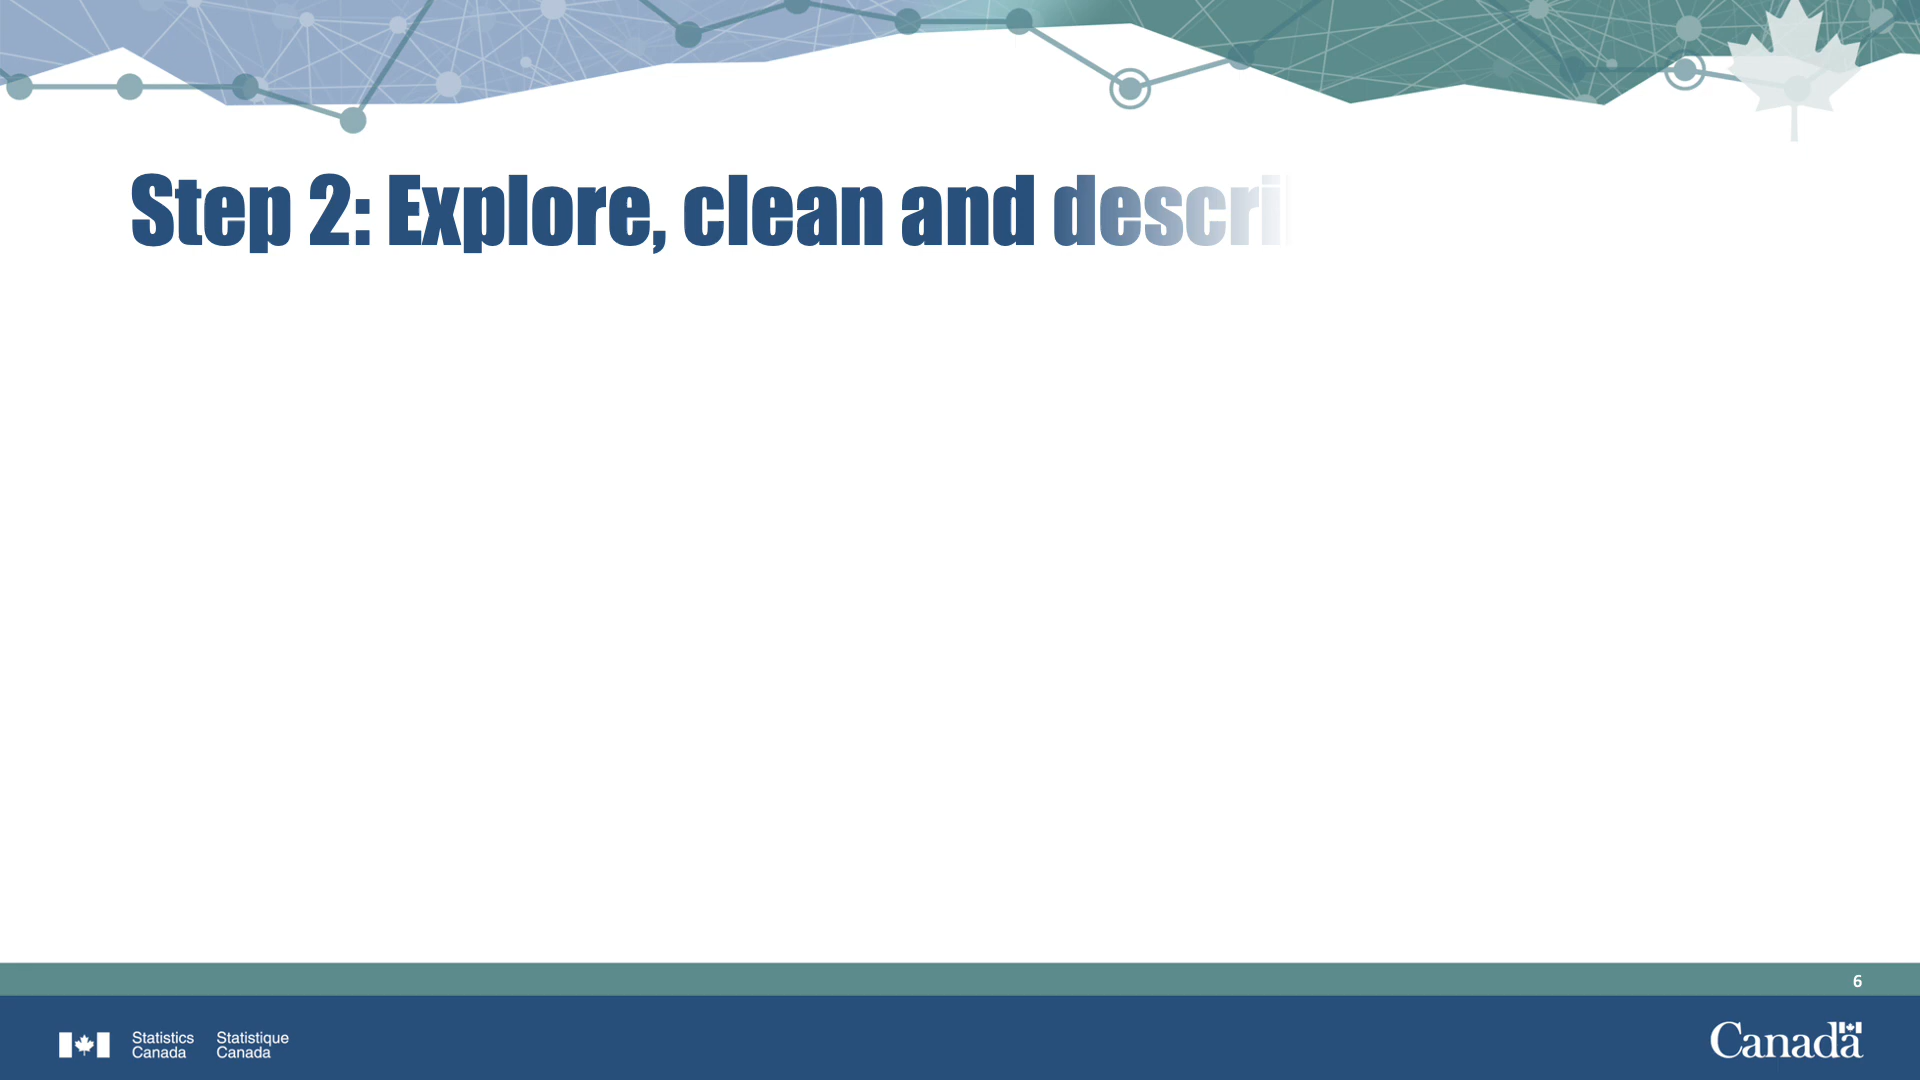 Step 2: Explore, clean and descri
6
Statistics Statistique
Canada Canada
Canada